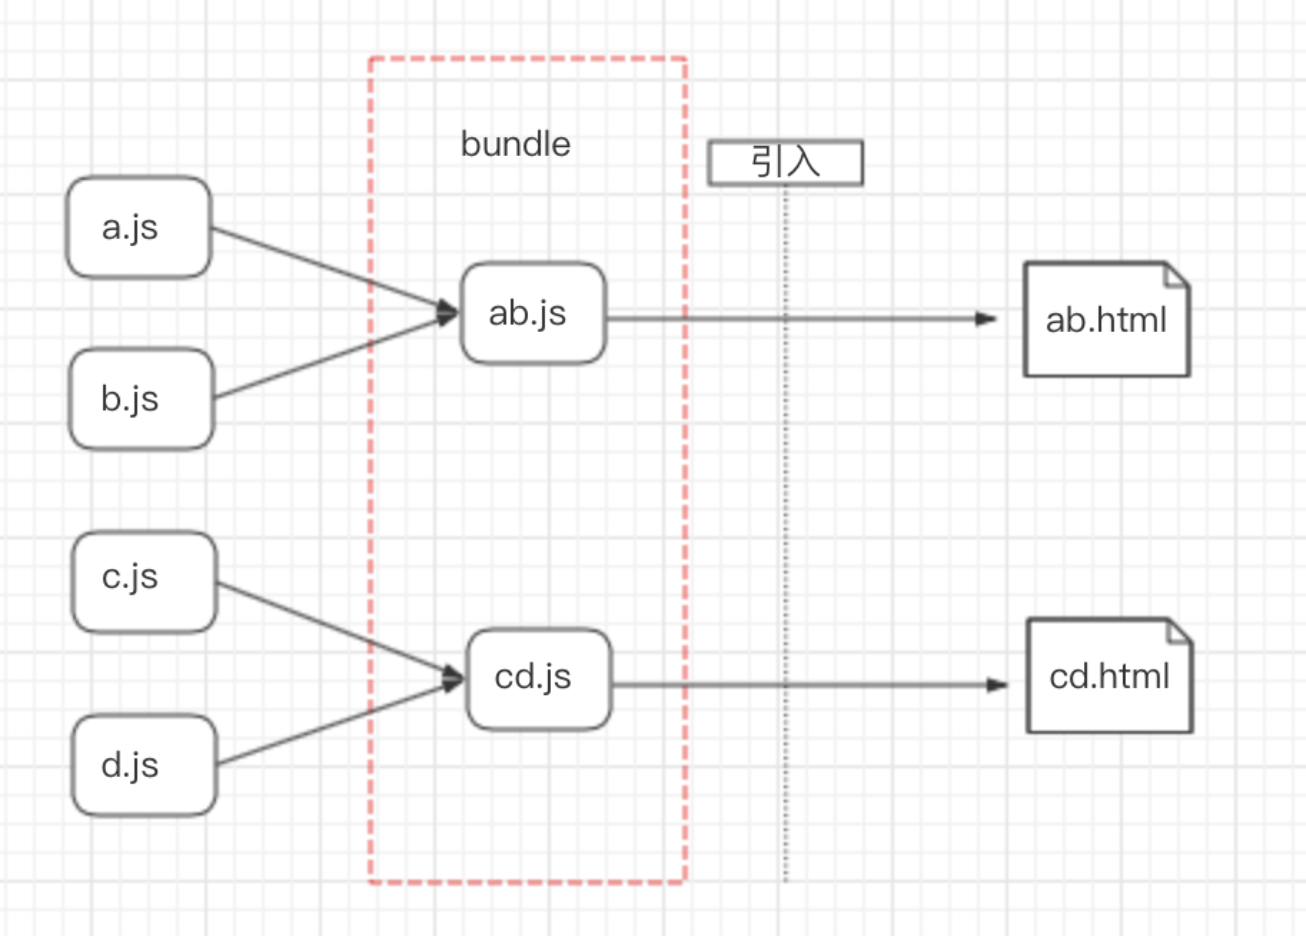 bundle
引入
a.js
ab.js
ab.html
b.js
c.js
cd.js
cd.html
d.js